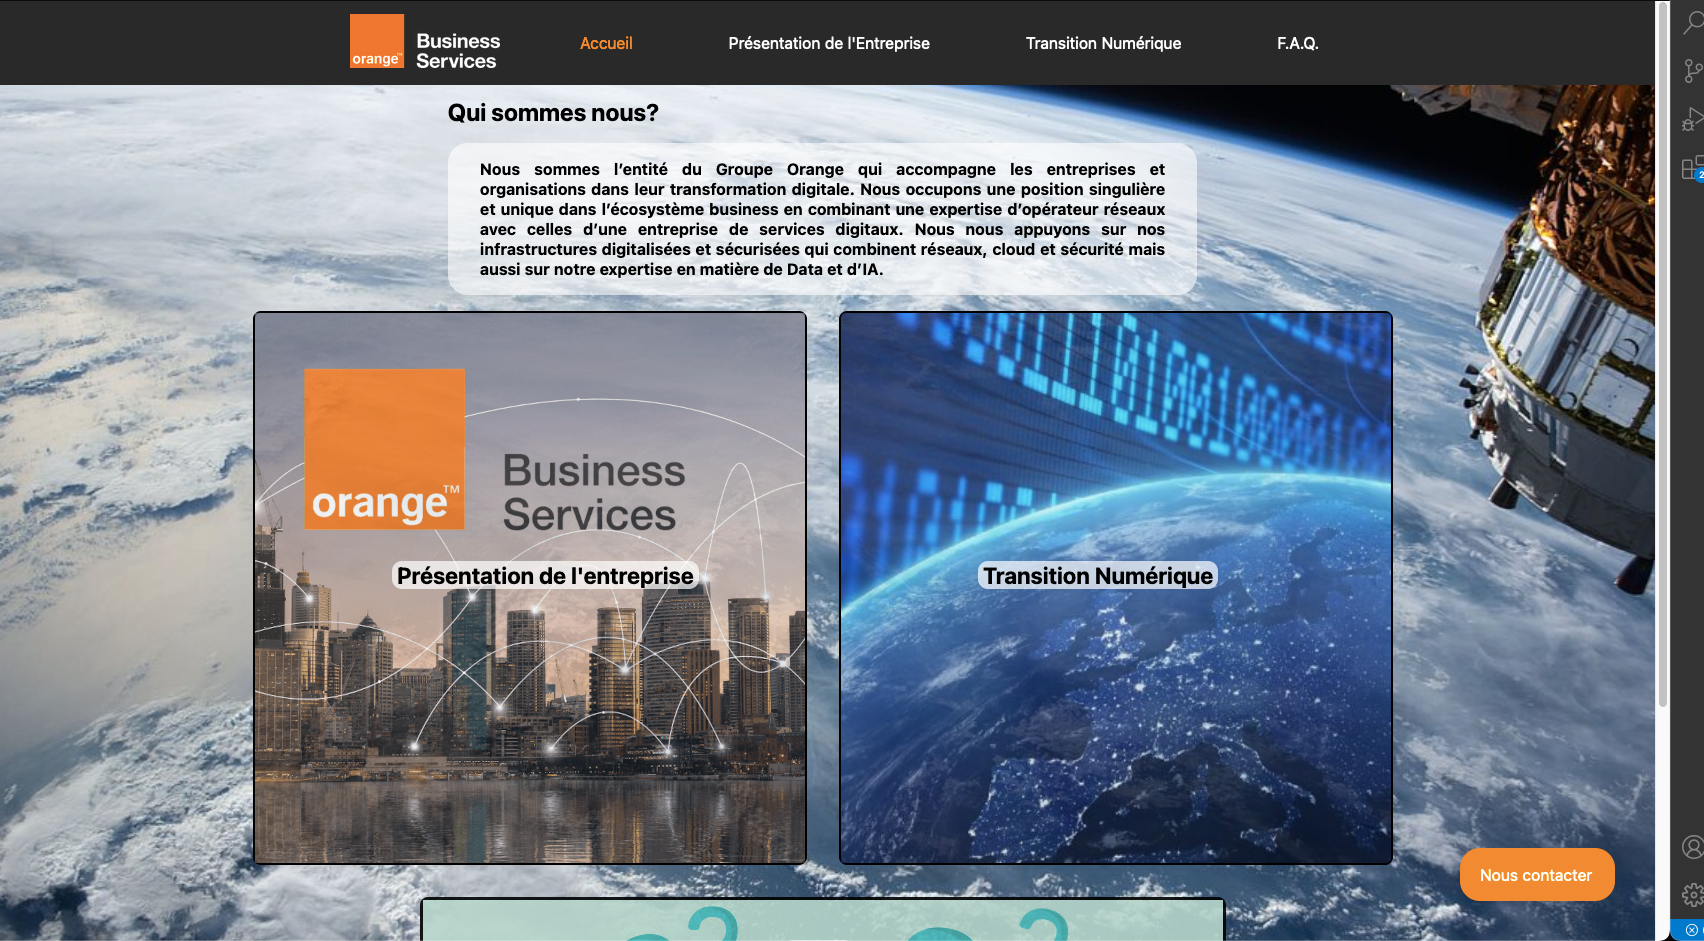 orange™
Business
Services
Accueil
Présentation de l'Entreprise
Transition Numérique
F.A.Q.
Qui sommes nous?
Nous sommes l’entité du Groupe Orange qui accompagne les entreprises et
organisations dans leur transformation digitale. Nous occupons une position singulière
et unique dans l’écosystème business en combinant une expertise d’opérateur réseaux
avec celles d’une entreprise de services digitaux. Nous nous appuyons sur nos
infrastructures digitalisées et sécurisées qui combinent réseaux, cloud et sécurité mais
aussi sur notre expertise en matière de Data et d’IA.
orange™
Business
Services
Présentation de l'entreprise
Transition Numérique
Nous contacter